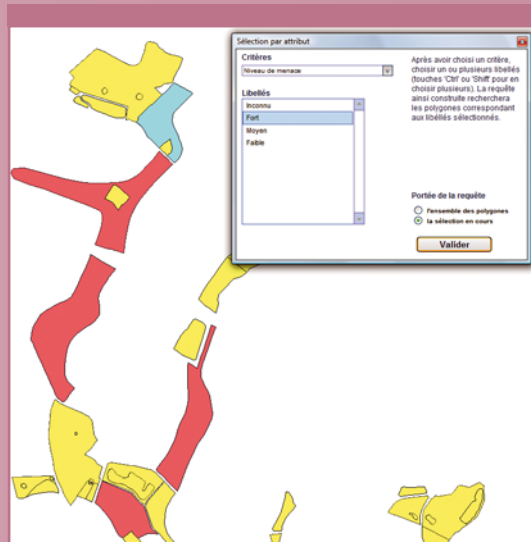 Sélection par attribut
Critères
Niveau de menace
Libellés
Inconnu
Fort
Moyen
Faible
Après avoir choisi un critère,
choisir un ou plusieurs libellés
(touches 'Ctrl' ou 'Shift' pour en
choisir plusieurs). La requête
ainsi construite recherchera
les polygones correspondant
aux libéllés sélectionnés.
Portée de la requête
l'ensemble des polygones
la sélection en cours
Valider